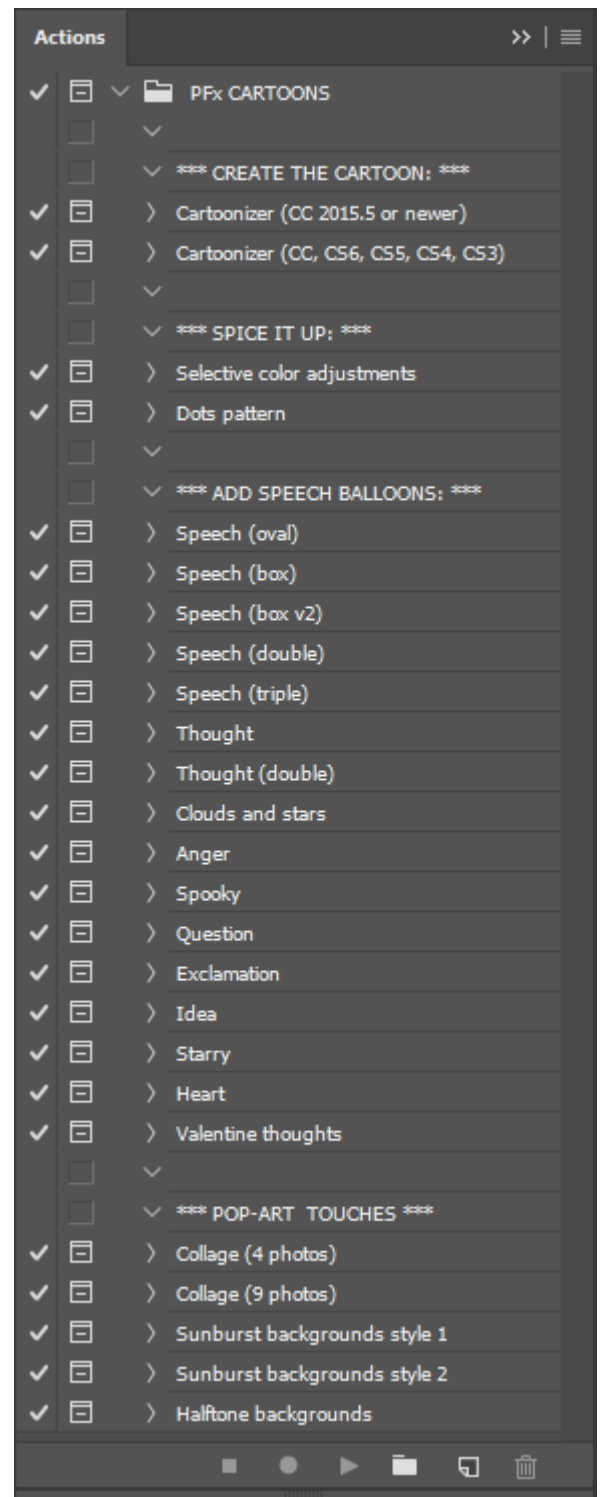 Actions
PFx CARTOONS
*** CREATE THE CARTOON: ***
Cartoonizer (CC 2015.5 or newer)
Cartoonizer (CC, CS6, CS5, CS4, CS3)
*** SPICE IT UP: ***
Selective color adjustments
Dots pattern
*** ADD SPEECH BALLOONS: ***
Speech (oval)
Speech (box)
Speech (box v2)
Speech (double)
Speech (triple)
Thought
Thought (double)
Clouds and stars
Anger
Spooky
Question
Exclamation
Idea
Starry
Heart
Valentine thoughts
*** POP-ART  TOUCHES ***
Collage (4 photos)
Collage (9 photos)
Sunburst backgrounds style 1
Sunburst backgrounds style 2
Halftone backgrounds